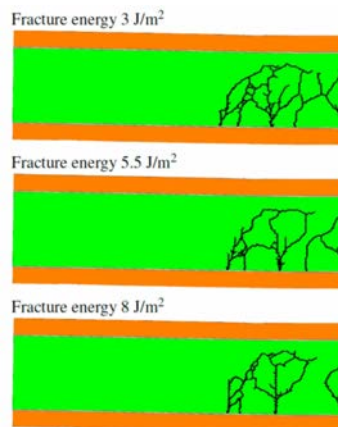 Fracture energy 3 J/m²
Fracture energy 5.5 J/m²
Fracture energy 8 J/m²